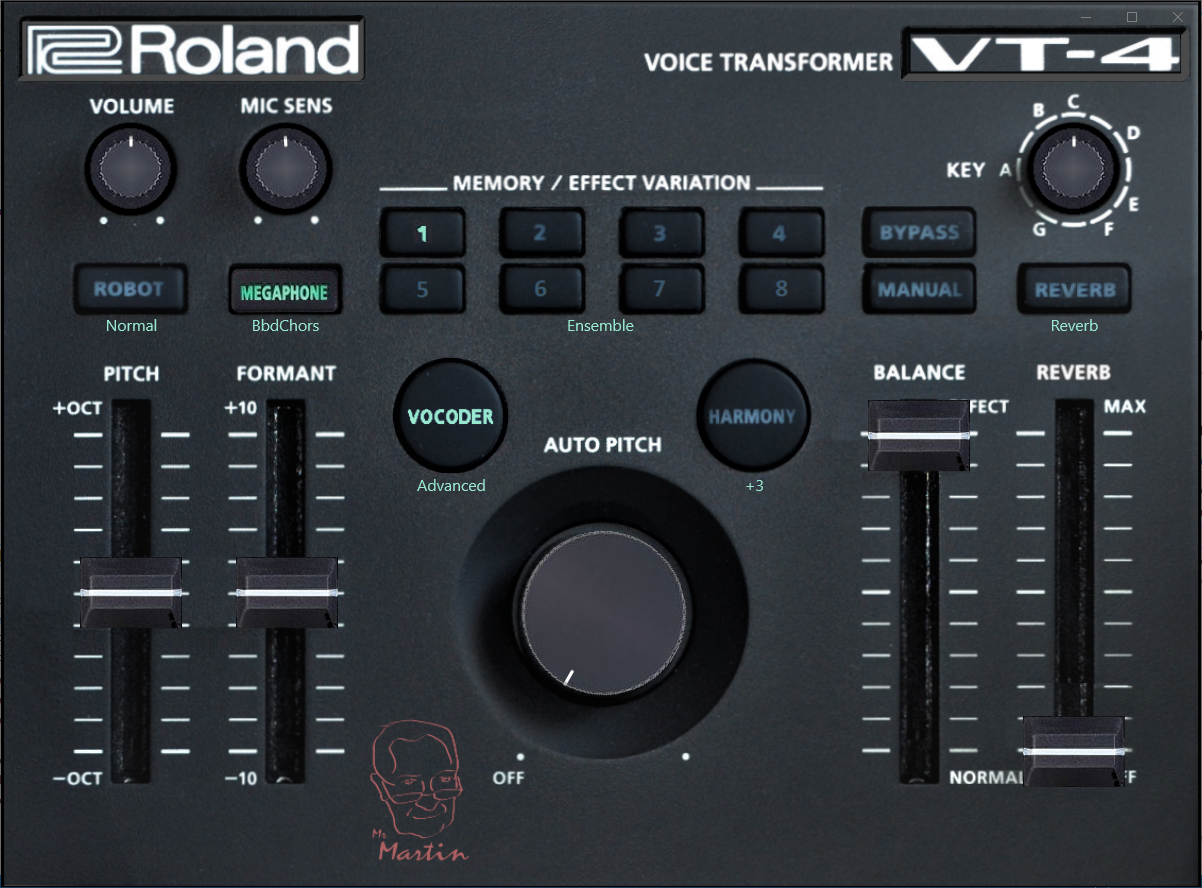 Roland
VOICE TRANSFORMER VT-4
VOLUME MIC SENS
B C D
KEY A
E
G F
MEMORY / EFFECT VARIATION
1 2 3 4 BYPASS
ROBOT MEGAPHONE 5 6 7 8 MANUAL REVERB
Normal BbdChors Ensemble Reverb
PITCH FORMANT BALANCE REVERB
+OCT +10 MAX
VOCODER HARMONY
AUTO PITCH
Advanced +3
-OCT -10 OFF NORMAL
Mr
Martin